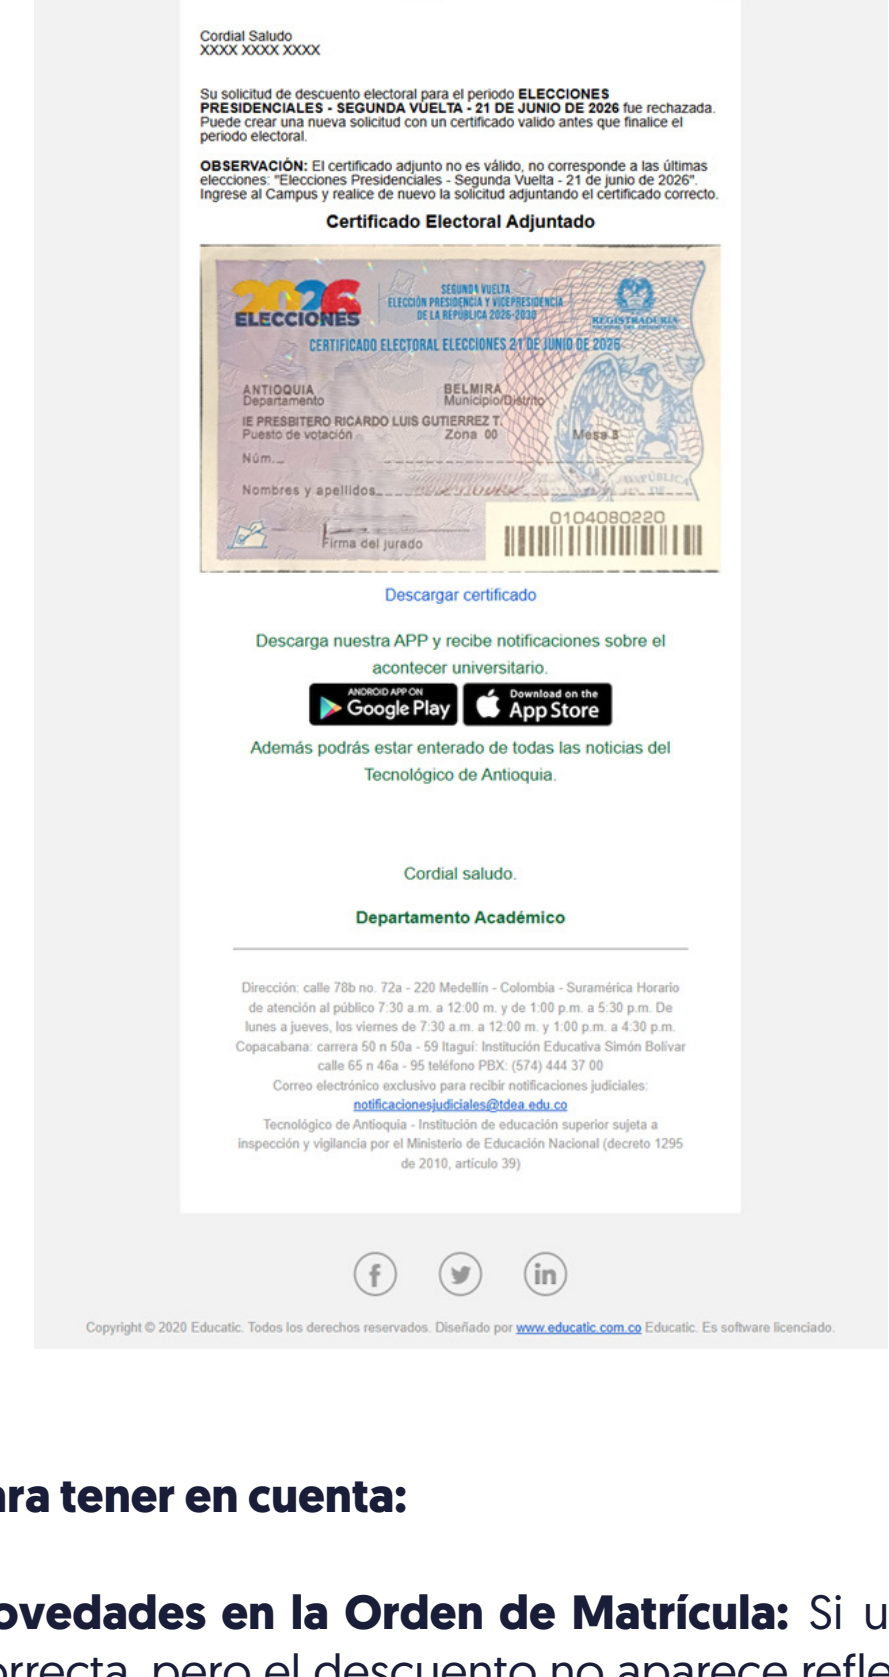 Cordial Saludo
XXXX XXXX XXXX
Su solicitud de descuento electoral para el periodo ELECCIONES
PRESIDENCIALES - SEGUNDA VUELTA - 21 DE JUNIO DE 2026 fue rechazada.
Puede crear una nueva solicitud con un certificado valido antes que finalice el
periodo electoral.
OBSERVACIÓN: El certificado adjunto no es válido, no corresponde a las últimas
elecciones: "Elecciones Presidenciales - Segunda Vuelta - 21 de junio de 2026".
Ingrese al Campus y realice de nuevo la solicitud adjuntando el certificado correcto.
Certificado Electoral Adjuntado
2026
ELECCIONES
SEGUNDA VUELTA
ELECCIÓN PRESIDENCIA Y VICEPRESIDENCIA
DE LA REPÚBLICA 2026-2030
REGISTRADURÍA
CERTIFICADO ELECTORAL ELECCIONES 21 DE JUNIO DE 2026
ANTIOQUIA BELMIRA
Departamento Municipio/Distrito
IE PRESBITERO RICARDO LUIS GUTIERREZ T.
Puesto de votación Zona 00 Mesa
Núm.
Nombres y apellidos
0104080220
Firma del jurado
Descargar certificado
Descarga nuestra APP y recibe notificaciones sobre el
acontecer universitario.
ANDROID APP ON
Google Play
Download on the
App Store
Además podrás estar enterado de todas las noticias del
Tecnológico de Antioquia.
Cordial saludo.
Departamento Académico
Dirección: calle 78b no. 72a - 220 Medellín - Colombia - Suramérica Horario
de atención al público 7:30 a.m. a 12:00 m. y de 1:00 p.m. a 5:30 p.m. De
lunes a jueves, los viernes de 7:30 a.m. a 12:00 m. y 1:00 p.m. a 4:30 p.m.
Copacabana: carrera 50 n 50a - 59 Itaguí: Institución Educativa Simón Bolívar
calle 65 n 46a - 95 teléfono PBX: (574) 444 37 00
Correo electrónico exclusivo para recibir notificaciones judiciales:
notificacionesjudiciales@tdea.edu.co
Tecnológico de Antioquia - Institución de educación superior sujeta a
inspección y vigilancia por el Ministerio de Educación Nacional (decreto 1295
de 2010, artículo 39)
Copyright © 2020 Educatic. Todos los derechos reservados. Diseñado por www.educatic.com.co Educatic. Es software licenciado.
ara tener en cuenta:
ovedades en la Orden de Matrícula: Si u
orrecta, pero el descuento no aparece refle